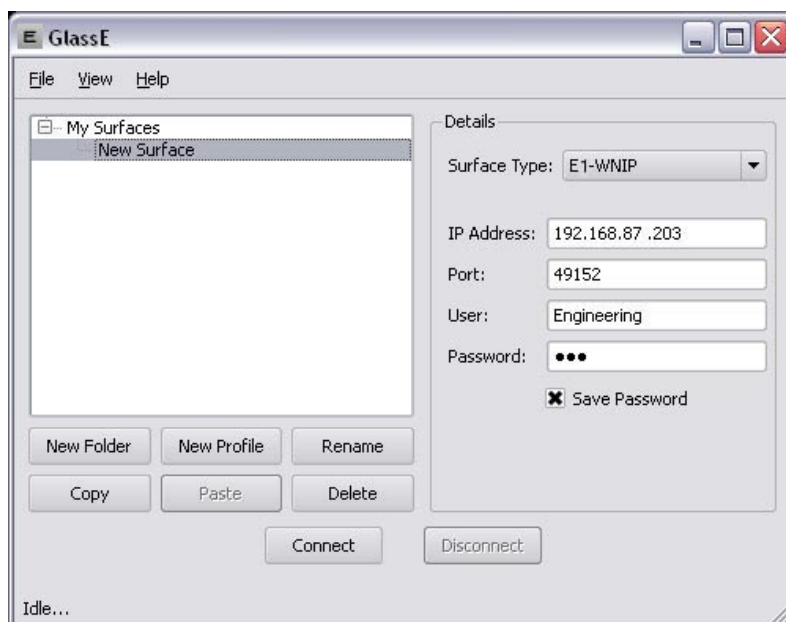 E GlassE
File View Help
My Surfaces
New Surface
New Folder New Profile Rename
Copy Paste Delete
Details
Surface Type: E1-WNIP
IP Address: 192.168.87 .203
Port: 49152
User: Engineering
Password: ●●●
Save Password
Connect Disconnect
Idle...